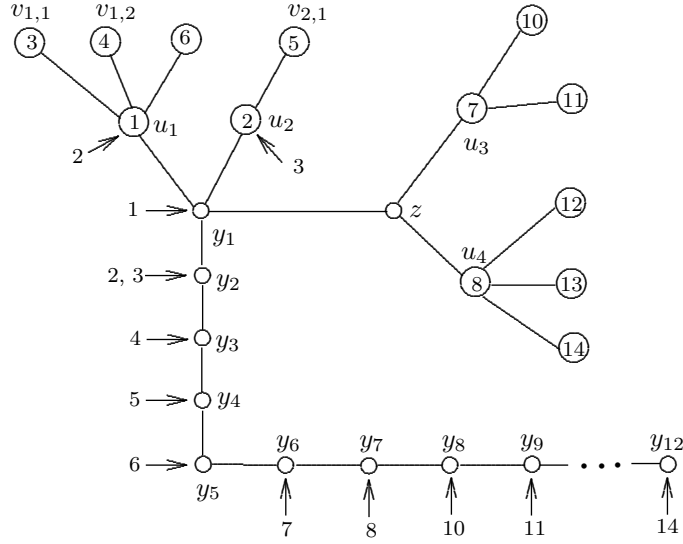 v₁,₁ v₁,₂ v₂,₁
3 4 6 5 10
1 u₁ 2 u₂ 7 11
2 3 u₃
1 y₁ z 12
u₄
2, 3 y₂ 8 13
4 y₃ 14
5 y₄
y₆ y₇ y₈ y₉ y₁₂
6 y₅ ···
7 8 10 11 14